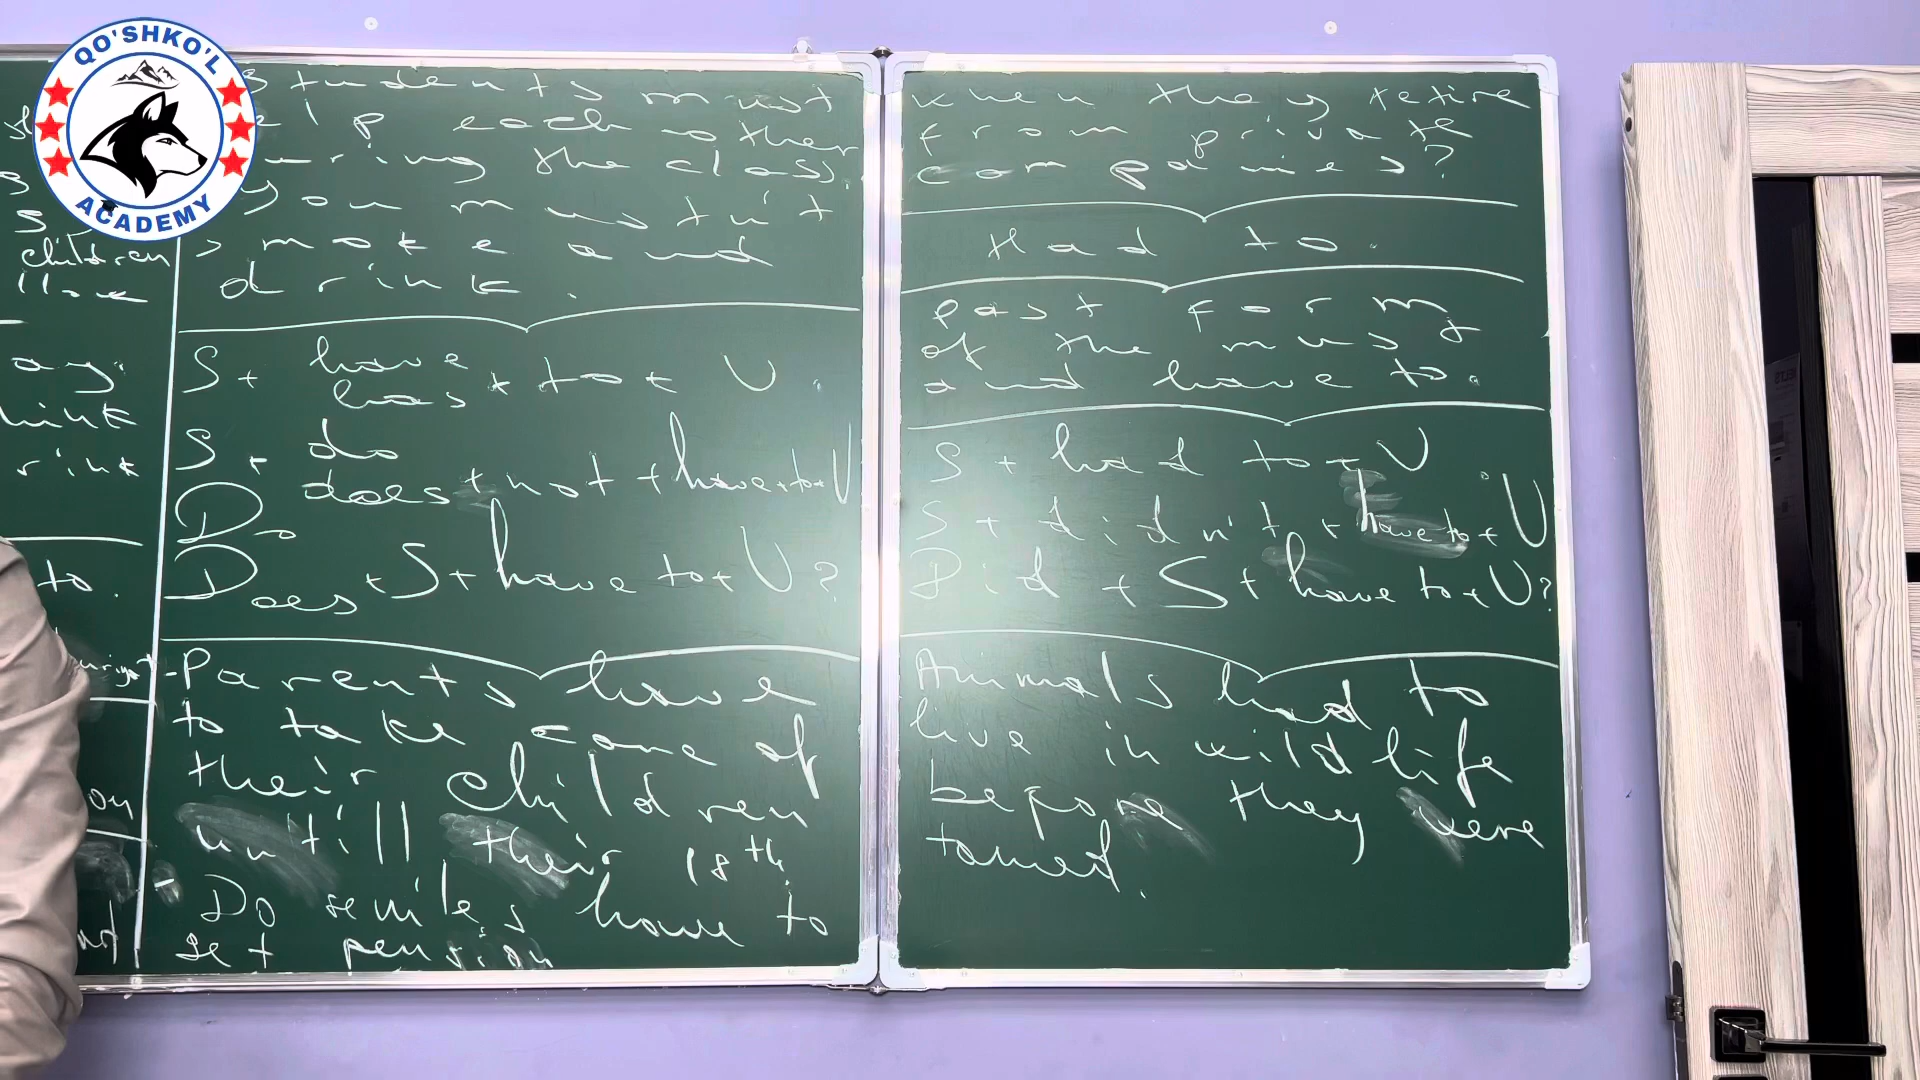 QO'SHKO'L
ACADEMY
children
to.
Students must
each other
the class.
you mustn't
smoke and
drink.
S + have
has + to + V.
S + do
does + not + have + to + V
Do
Does + S + have to + V?
- Parents have
to take care of
their children
untill their 18th.
- Do seniles have to
get pension
when they retire
from private
companies?
Had to.
Past form
of the must
and have to.
S + had to + V
S + didn't + have to + V
Did + S + have to + V?
Animals had to
live in wild life
before they were
tamed.